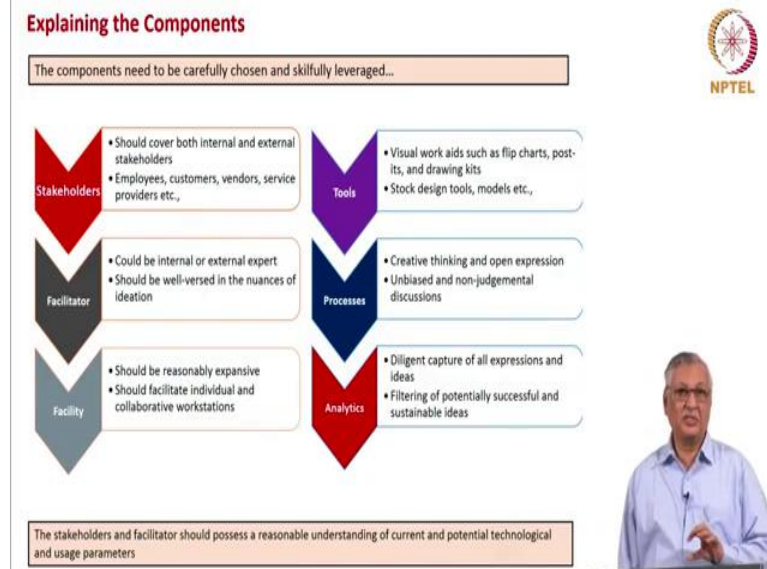 Explaining the Components
NPTEL
The components need to be carefully chosen and skilfully leveraged...
Stakeholders
• Should cover both internal and external
stakeholders
• Employees, customers, vendors, service
providers etc.,
Facilitator
• Could be internal or external expert
• Should be well-versed in the nuances of
ideation
Facility
• Should be reasonably expansive
• Should facilitate individual and
collaborative workstations
Tools
• Visual work aids such as flip charts, post-
its, and drawing kits
• Stock design tools, models etc.,
Processes
• Creative thinking and open expression
• Unbiased and non-judgemental
discussions
Analytics
• Diligent capture of all expressions and
ideas
• Filtering of potentially successful and
sustainable ideas
The stakeholders and facilitator should possess a reasonable understanding of current and potential technological
and usage parameters